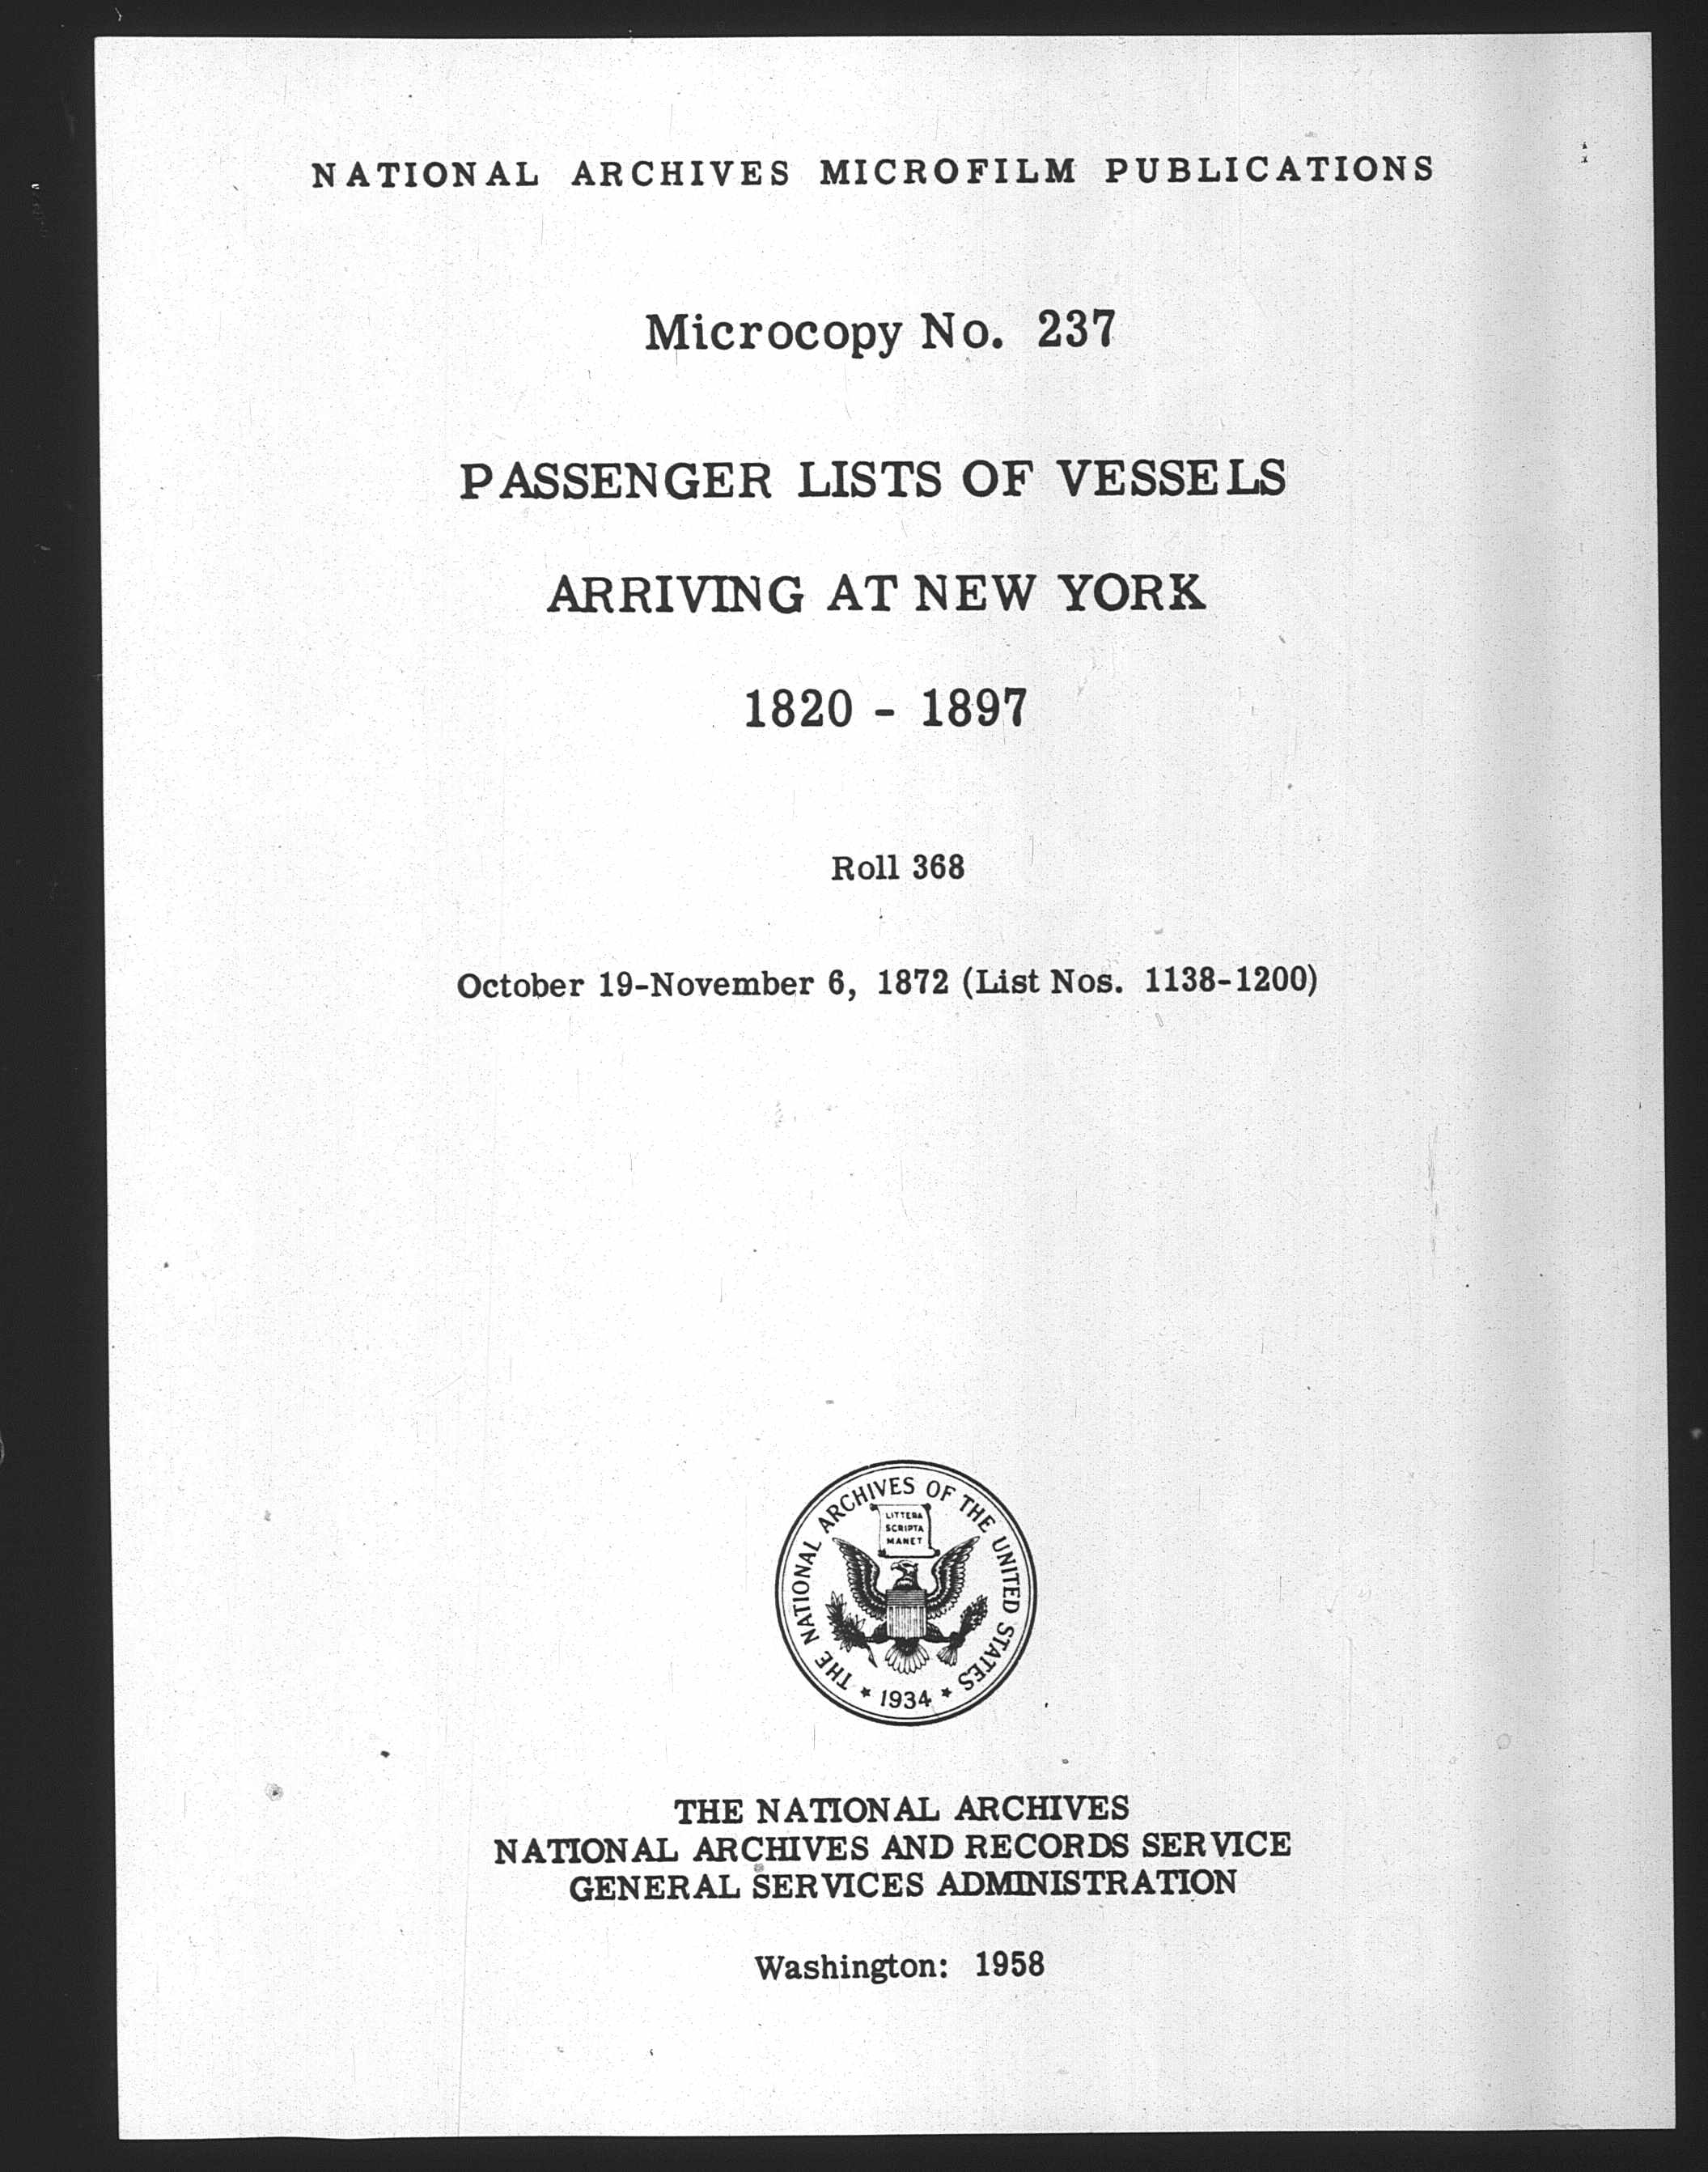 NATIONAL ARCHIVES MICROFILM PUBLICATIONS
Microcopy No. 237
PASSENGER LISTS OF VESSELS
ARRIVING AT NEW YORK
1820 - 1897
Roll 368
October 19-November 6, 1872 (List Nos. 1138-1200)
THE NATIONAL ARCHIVES OF THE UNITED STATES
LITTERA
SCRIPTA
MANET
★ 1934 ★
THE NATIONAL ARCHIVES
NATIONAL ARCHIVES AND RECORDS SERVICE
GENERAL SERVICES ADMINISTRATION
Washington: 1958